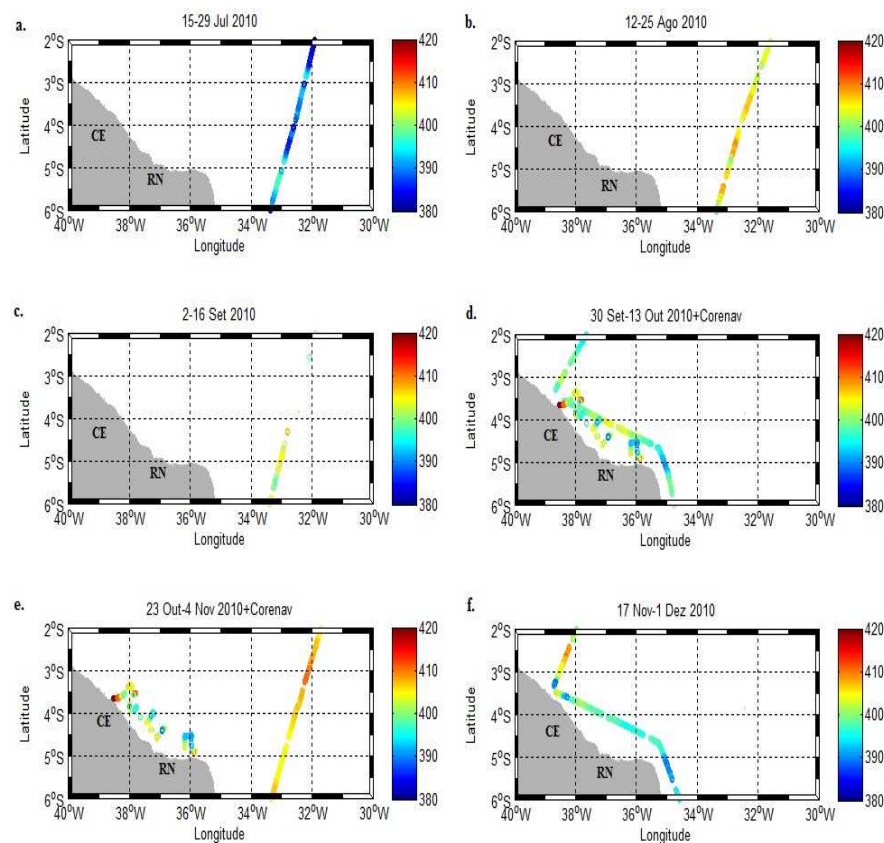 a.
15-29 Jul 2010
2°S
3°S
4°S
5°S
6°S
Latitude
CE
RN
40°W 38°W 36°W 34°W 32°W 30°W
Longitude
420
410
400
390
380
b.
12-25 Ago 2010
2°S
3°S
4°S
5°S
6°S
Latitude
CE
RN
40°W 38°W 36°W 34°W 32°W 30°W
Longitude
420
410
400
390
380
c.
2-16 Set 2010
2°S
3°S
4°S
5°S
6°S
Latitude
CE
RN
40°W 38°W 36°W 34°W 32°W 30°W
Longitude
420
410
400
390
380
d.
30 Set-13 Out 2010+Corenav
2°S
3°S
4°S
5°S
6°S
Latitude
CE
RN
40°W 38°W 36°W 34°W 32°W 30°W
Longitude
420
410
400
390
380
e.
23 Out-4 Nov 2010+Corenav
2°S
3°S
4°S
5°S
6°S
Latitude
CE
RN
40°W 38°W 36°W 34°W 32°W 30°W
Longitude
420
410
400
390
380
f.
17 Nov-1 Dez 2010
2°S
3°S
4°S
5°S
6°S
Latitude
CE
RN
40°W 38°W 36°W 34°W 32°W 30°W
Longitude
420
410
400
390
380